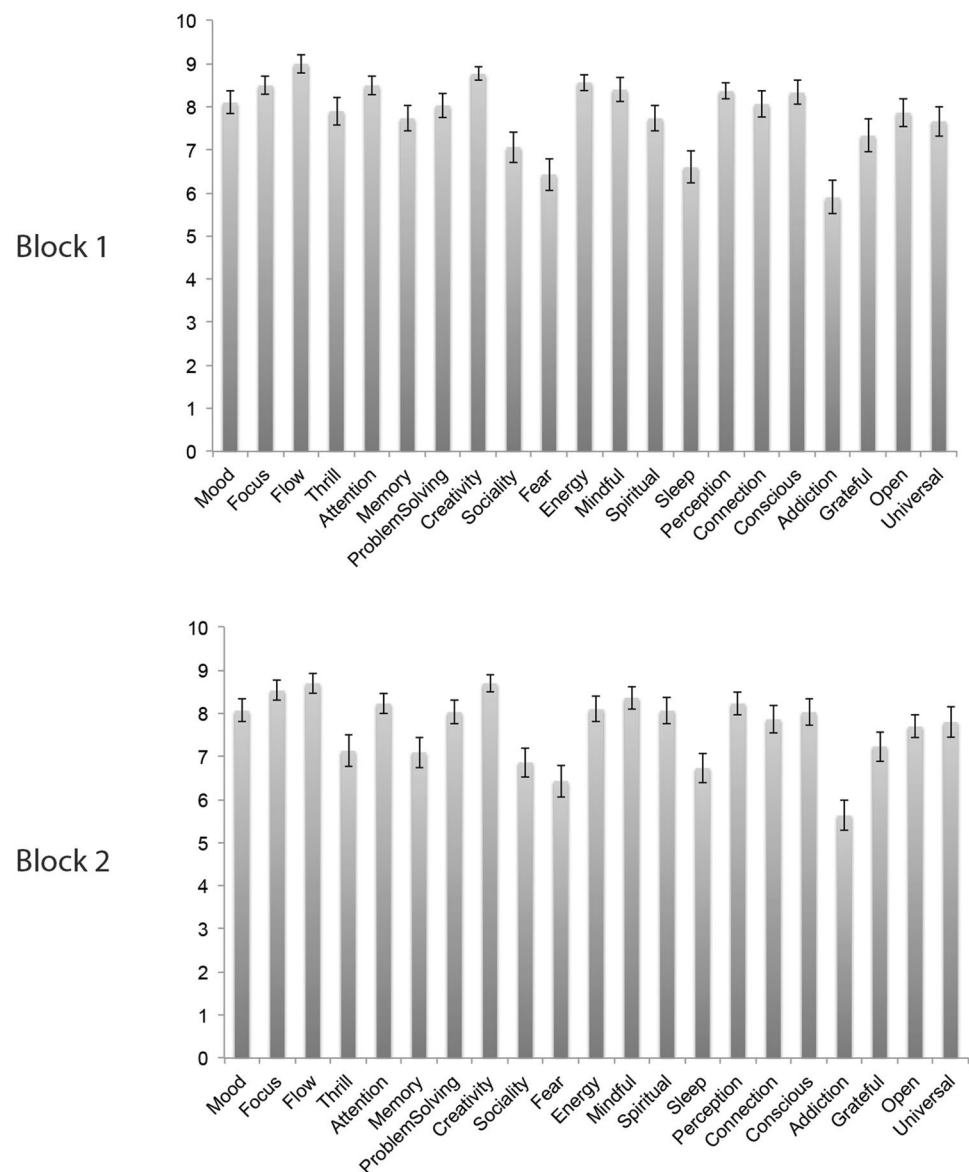 Block 1
10
9
8
7
6
5
4
3
2
1
0
Mood
Focus
Flow
Thrill
Attention
Memory
ProblemSolving
Creativity
Sociality
Fear
Energy
Mindful
Spiritual
Sleep
Perception
Connection
Conscious
Addiction
Grateful
Open
Universal
Block 2
10
9
8
7
6
5
4
3
2
1
0
Mood
Focus
Flow
Thrill
Attention
Memory
ProblemSolving
Creativity
Sociality
Fear
Energy
Mindful
Spiritual
Sleep
Perception
Connection
Conscious
Addiction
Grateful
Open
Universal